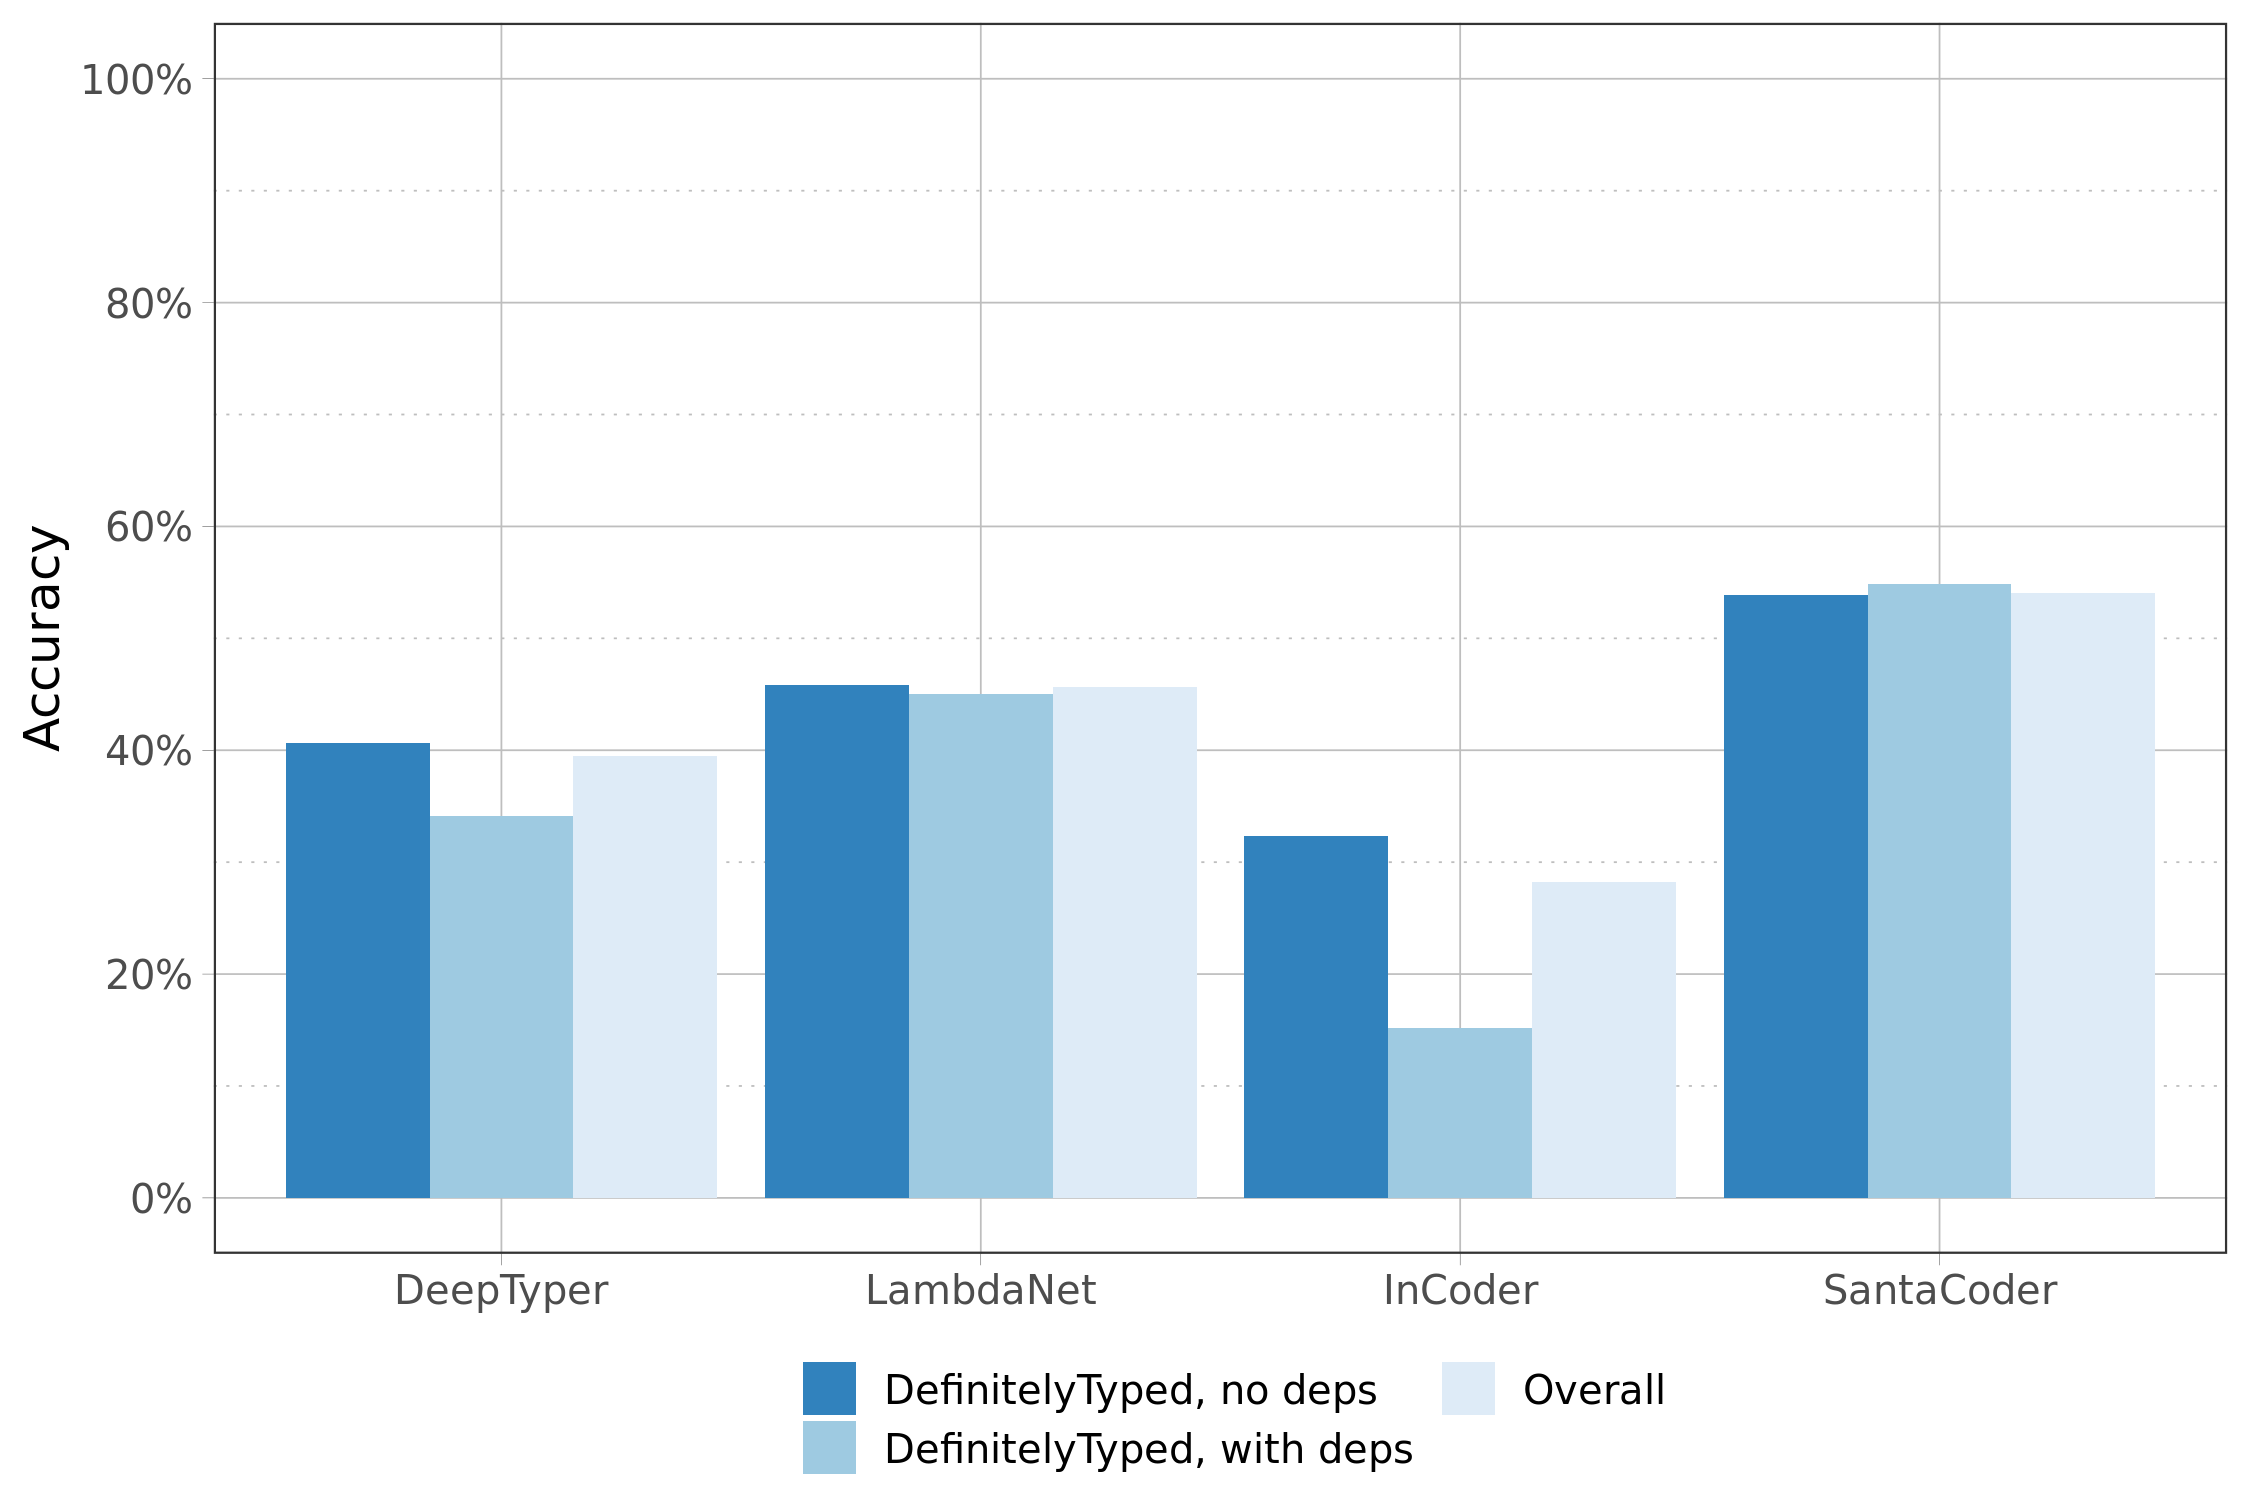 Accuracy
100%
80%
60%
40%
20%
0%
DeepTyper
LambdaNet
InCoder
SantaCoder
DefinitelyTyped, no deps
DefinitelyTyped, with deps
Overall